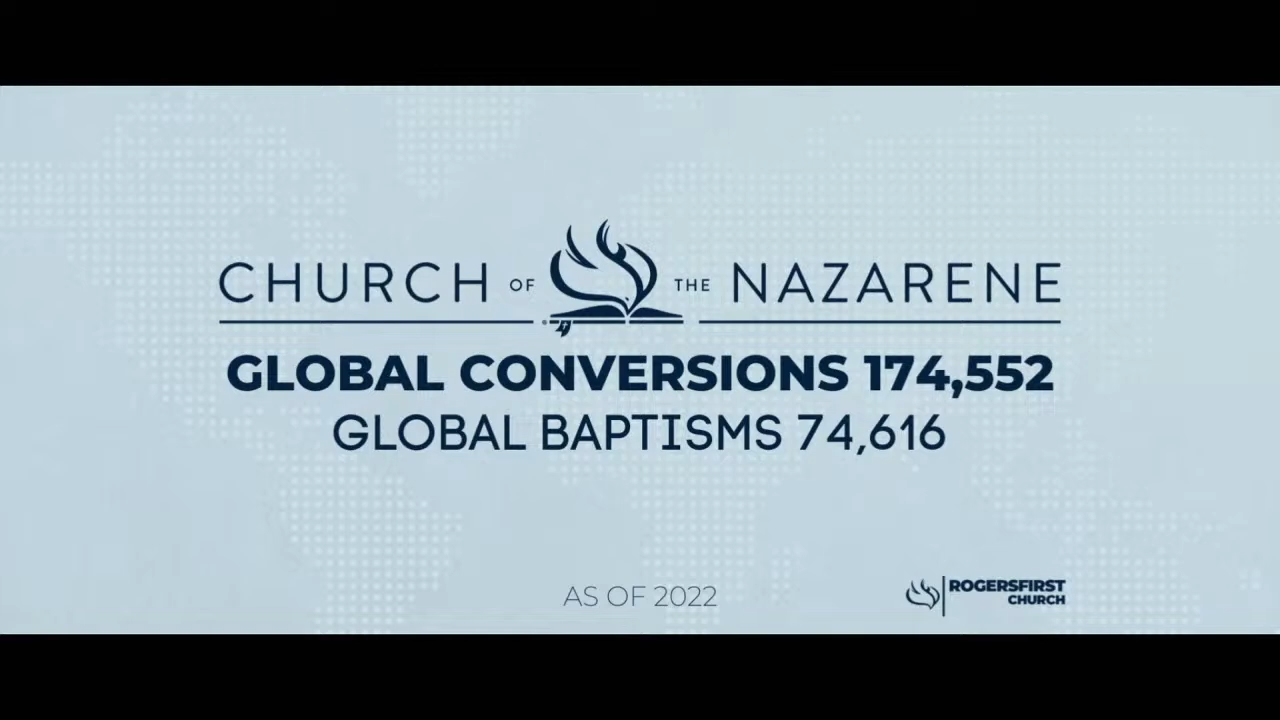 CHURCH OF THE NAZARENE
GLOBAL CONVERSIONS 174,552
GLOBAL BAPTISMS 74,616
AS OF 2022
ROGERSFIRST
CHURCH